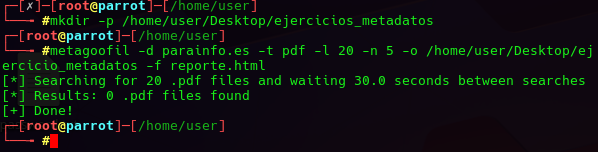 ┌─[✗]─[root@parrot]─[/home/user]
└──╼ #mkdir -p /home/user/Desktop/ejercicios_metadatos
┌─[root@parrot]─[/home/user]
└──╼ #metagoofil -d parainfo.es -t pdf -l 20 -n 5 -o /home/user/Desktop/ej
ercicio_metadatos -f reporte.html
[*] Searching for 20 .pdf files and waiting 30.0 seconds between searches
[*] Results: 0 .pdf files found
[+] Done!
┌─[root@parrot]─[/home/user]
└──╼ #